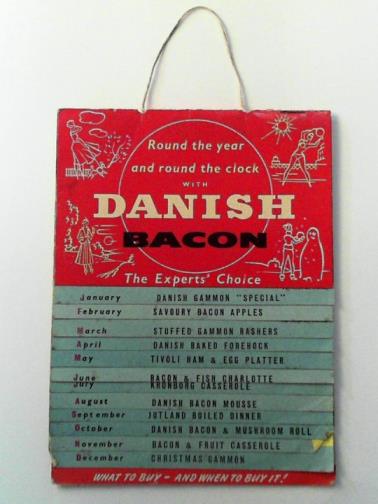 Round the year
and round the clock
WITH
DANISH
BACON
The Experts' Choice
January DANISH GAMMON "SPECIAL"
February SAVOURY BACON APPLES
March STUFFED GAMMON RASHERS
April DANISH BAKED FOREHOCK
May TIVOLI HAM & EGG PLATTER
June BACON & FISH CHARLOTTE
July KRONBORG CASSEROLE
August DANISH BACON MOUSSE
September JUTLAND BOILED DINNER
October DANISH BACON & MUSHROOM ROLL
November BACON & FRUIT CASSEROLE
December CHRISTMAS GAMMON
WHAT TO BUY – AND WHEN TO BUY IT!